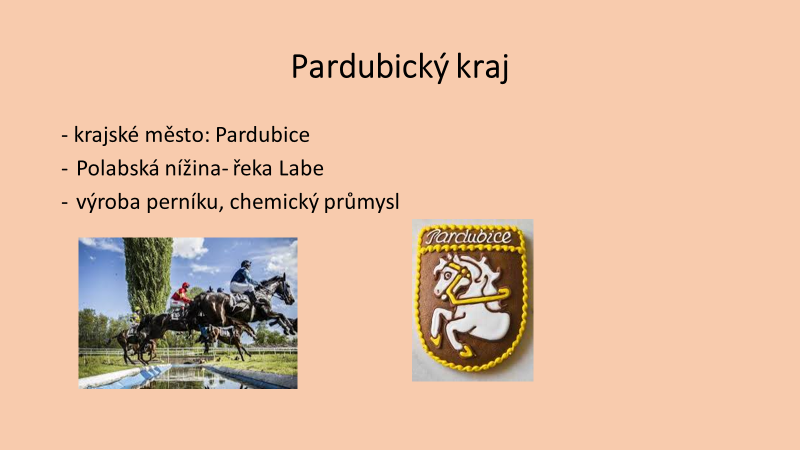 Pardubický kraj
- krajské město: Pardubice
- Polabská nížina- řeka Labe
- výroba perníku, chemický průmysl
Pardubice